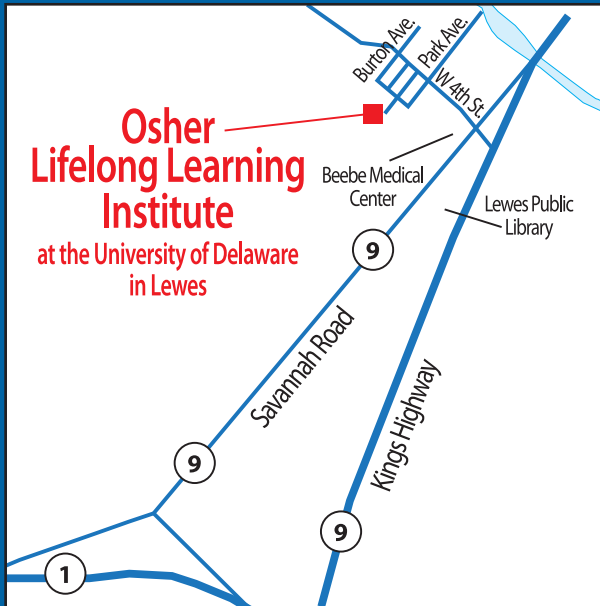 Burton Ave.
Park Ave.
W 4th St.
Osher
Lifelong Learning
Institute
at the University of Delaware
in Lewes
Beebe Medical
Center
Lewes Public
Library
9
Savannah Road
Kings Highway
9
9
1